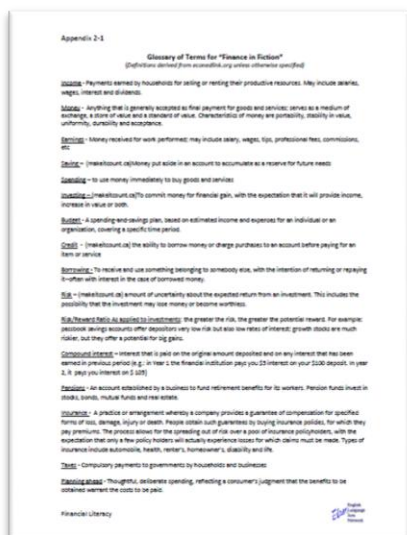 Appendix 2-1
Glossary of Terms for "Finance in Fiction"
(Definitions derived from econedlink.org unless otherwise specified)
Income - Payments earned by households for selling or renting their productive resources. May include salaries,
wages, interest and dividends.
Money - Anything that is generally accepted as final payment for goods and services; serves as a medium of
exchange, a store of value and a standard of value. Characteristics of money are portability, stability in value,
uniformity, durability and acceptance.
Earnings - Money received for work performed; may include salary, wages, tips, professional fees, commissions,
etc
Saving – (makeitcount.ca)Money put aside in an account to accumulate as a reserve for future needs
Spending – to use money immediately to buy goods and services
Investing – (makeitcount.ca)To commit money for financial gain, with the expectation that it will provide income,
increase in value or both.
Budget - A spending-and-savings plan, based on estimated income and expenses for an individual or an
organization, covering a specific time period.
Credit - (makeitcount.ca) the ability to borrow money or charge purchases to an account before paying for an
item or service
Borrowing - To receive and use something belonging to somebody else, with the intention of returning or repaying
it—often with interest in the case of borrowed money.
Risk – (makeitcount.ca) amount of uncertainty about the expected return from an investment. This includes the
possibility that the investment may lose money or become worthless.
Risk/Reward Ratio As applied to investments: the greater the risk, the greater the potential reward. For example:
passbook savings accounts offer depositors very low risk but also low rates of interest; growth stocks are much
riskier, but they offer a potential for big gains.
Compound interest – Interest that is paid on the original amount deposited and on any interest that has been
earned in previous period (e.g.: in Year 1 the financial institution pays you $5 interest on your $100 deposit. In year
2, it pays you interest on $105)
Pensions - An account established by a business to fund retirement benefits for its workers. Pension funds invest in
stocks, bonds, mutual funds and real estate.
Insurance - A practice or arrangement whereby a company provides a guarantee of compensation for specified
forms of loss, damage, injury or death. People obtain such guarantees by buying insurance policies, for which they
pay premiums. The process allows for the spreading out of risk over a pool of insurance policyholders, with the
expectation that only a few policy holders will actually experience losses for which claims must be made. Types of
insurance include automobile, health, renter's, homeowner's, disability and life.
Taxes - Compulsory payments to governments by households and businesses
Planning ahead - Thoughtful, deliberate spending, reflecting a consumer's judgment that the benefits to be
obtained warrant the costs to be paid.
Financial Literacy
English
Language
Arts
Network